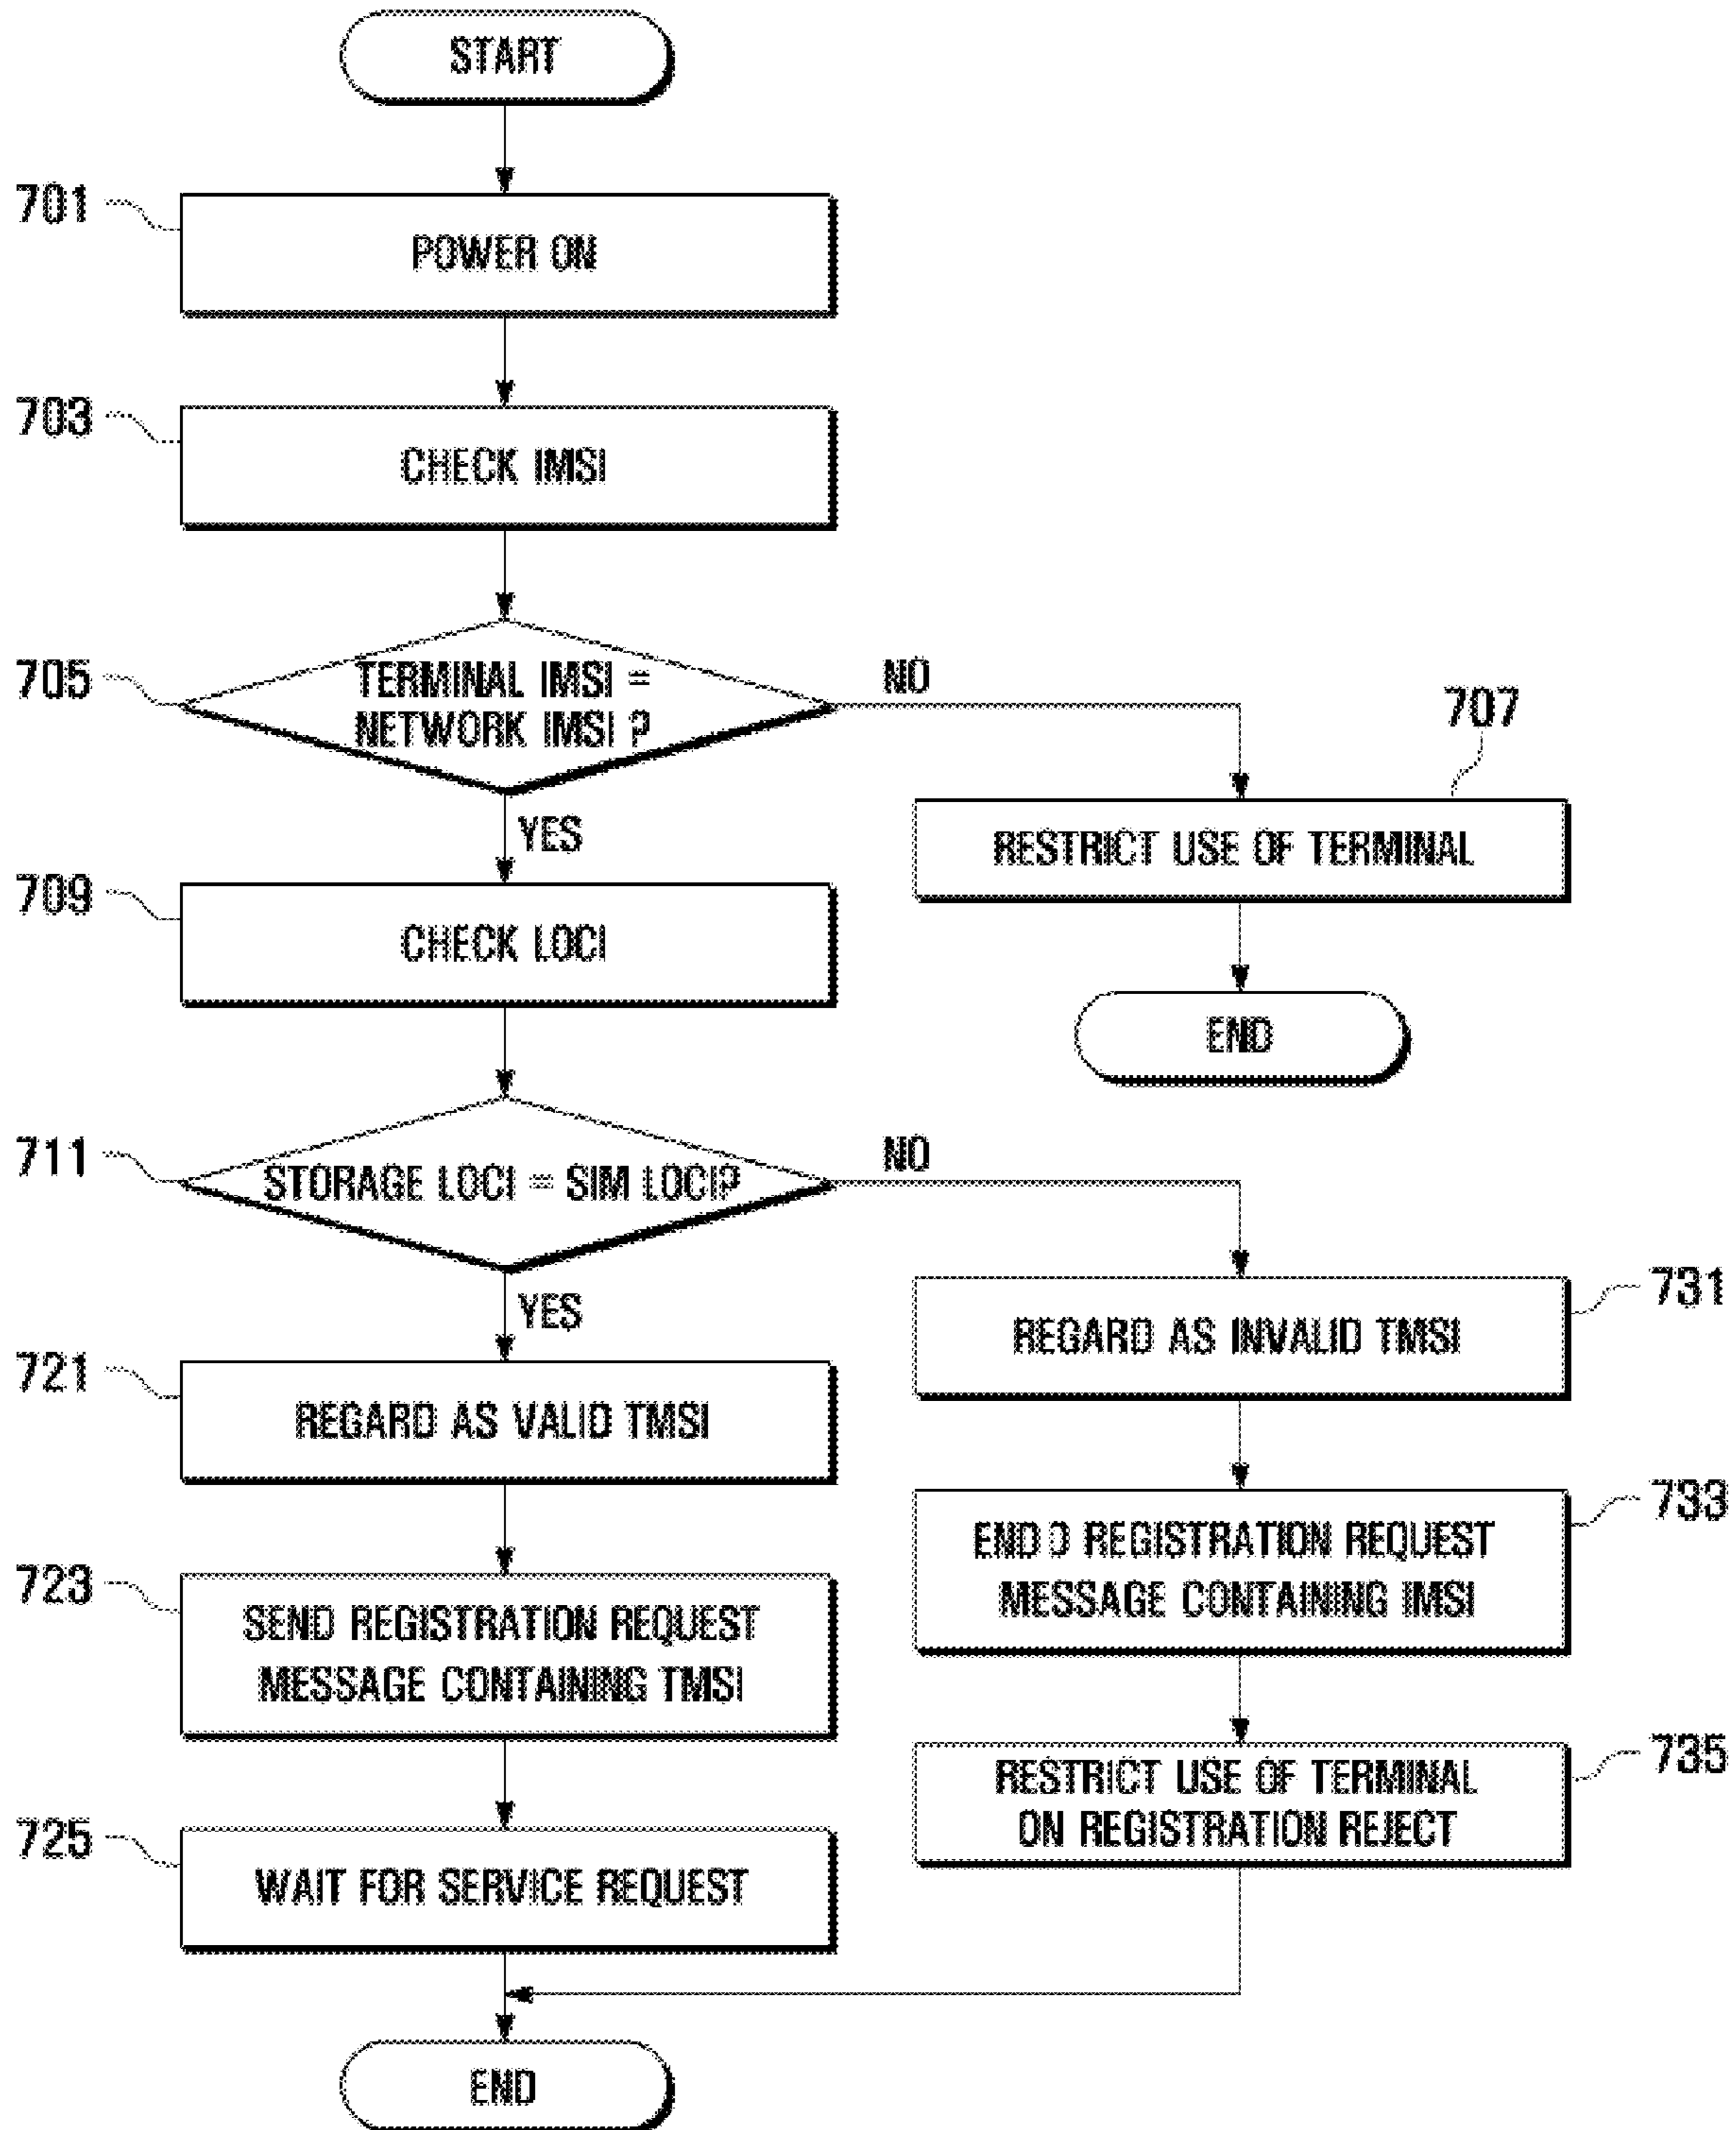 START
701
POWER ON
703
CHECK IMSI
705
TERMINAL IMSI =
NETWORK IMSI ?
NO
707
RESTRICT USE OF TERMINAL
END
YES
709
CHECK LOCI
711
STORAGE LOCI = SIM LOCI?
NO
YES
721
REGARD AS VALID TMSI
723
SEND REGISTRATION REQUEST
MESSAGE CONTAINING TMSI
725
WAIT FOR SERVICE REQUEST
731
REGARD AS INVALID TMSI
733
END D REGISTRATION REQUEST
MESSAGE CONTAINING IMSI
735
RESTRICT USE OF TERMINAL
ON REGISTRATION REJECT
END